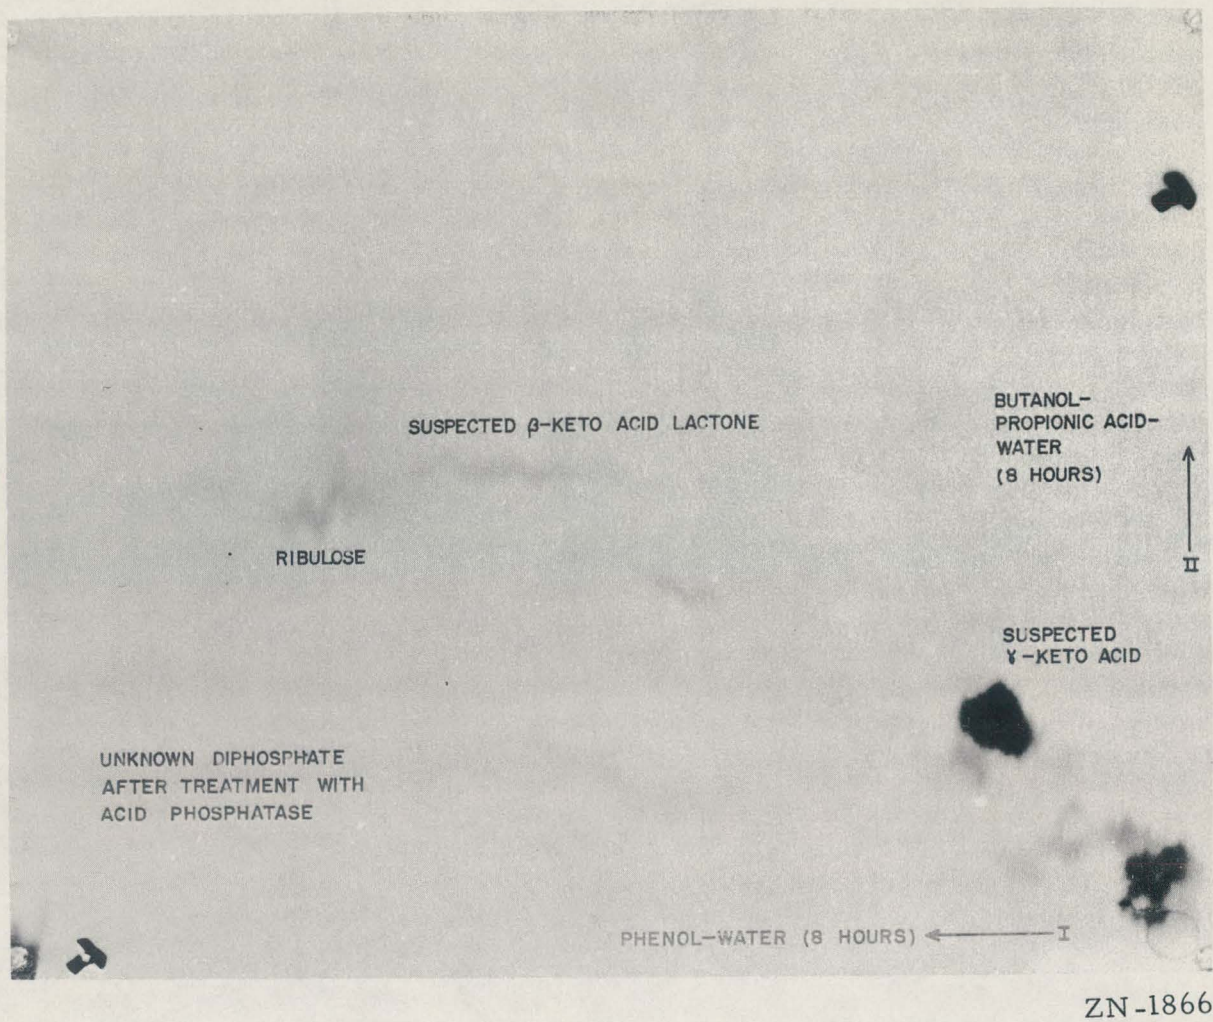 SUSPECTED β-KETO ACID LACTONE
BUTANOL-
PROPIONIC ACID-
WATER
(8 HOURS)
II
RIBULOSE
SUSPECTED
γ-KETO ACID
UNKNOWN DIPHOSPHATE
AFTER TREATMENT WITH
ACID PHOSPHATASE
PHENOL-WATER (8 HOURS)
I
ZN-1866